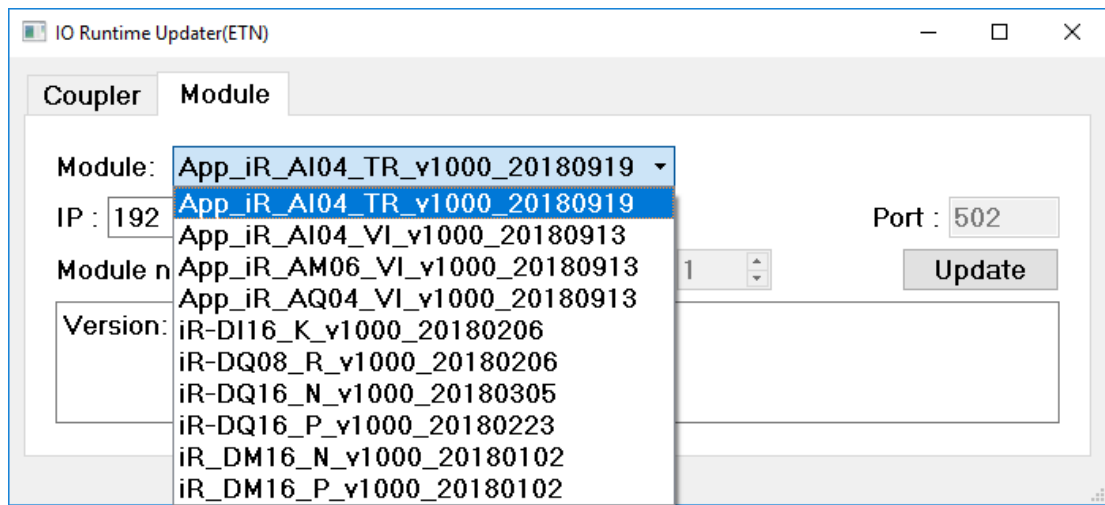 IO Runtime Updater(ETN)
Coupler Module
Module: App_iR_AI04_TR_v1000_20180919
App_iR_AI04_TR_v1000_20180919
IP : 192 Port : 502
App_iR_AI04_VI_v1000_20180913
Module n App_iR_AM06_VI_v1000_20180913 1 Update
App_iR_AQ04_VI_v1000_20180913
Version: iR-DI16_K_v1000_20180206
iR-DQ08_R_v1000_20180206
iR-DQ16_N_v1000_20180305
iR-DQ16_P_v1000_20180223
iR_DM16_N_v1000_20180102
iR_DM16_P_v1000_20180102